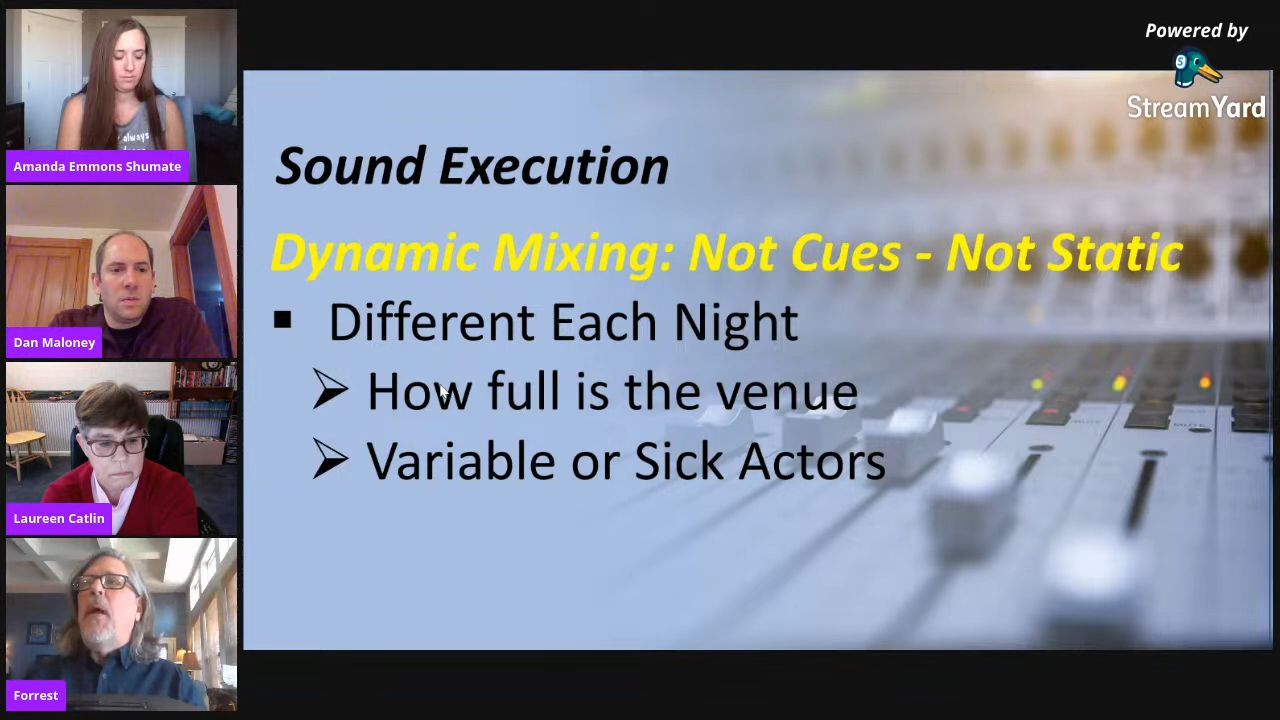 Powered by
StreamYard
Sound Execution
Dynamic Mixing: Not Cues - Not Static
Different Each Night
How full is the venue
Variable or Sick Actors
always
Amanda Emmons Shumate
Dan Maloney
Laureen Catlin
Forrest